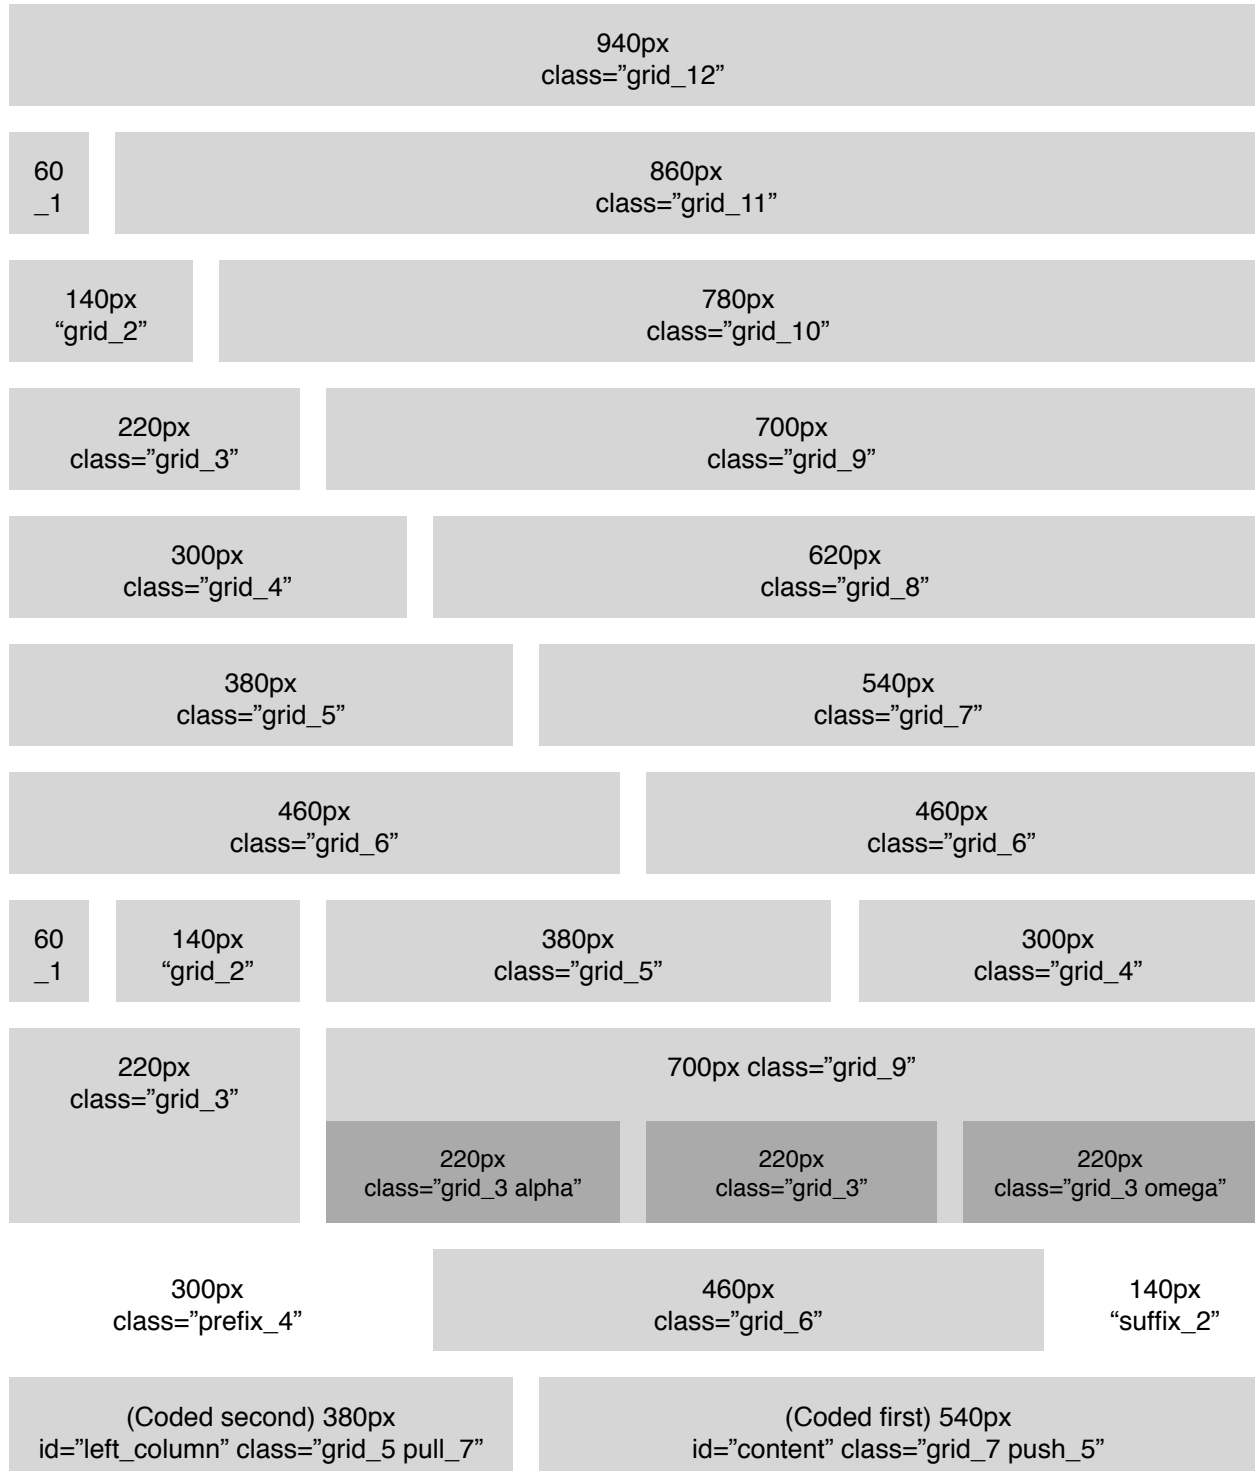 940px
class=”grid_12”
60
_1
860px
class=”grid_11”
140px
“grid_2”
780px
class=”grid_10”
220px
class=”grid_3”
700px
class=”grid_9”
300px
class=”grid_4”
620px
class=”grid_8”
380px
class=”grid_5”
540px
class=”grid_7”
460px
class=”grid_6”
460px
class=”grid_6”
60
_1
140px
“grid_2”
380px
class=”grid_5”
300px
class=”grid_4”
220px
class=”grid_3”
700px class=”grid_9”
220px
class=”grid_3 alpha”
220px
class=”grid_3”
220px
class=”grid_3 omega”
300px
class=”prefix_4”
460px
class=”grid_6”
140px
“suffix_2”
(Coded second) 380px
id=”left_column” class=”grid_5 pull_7”
(Coded first) 540px
id=”content” class=”grid_7 push_5”